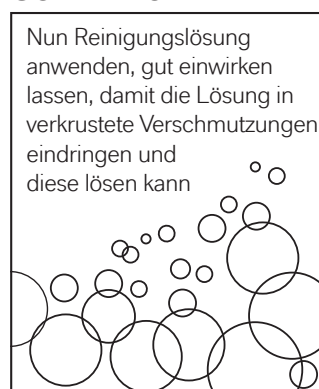 Nun Reinigungslösung
anwenden, gut einwirken
lassen, damit die Lösung in
verkrustete Verschmutzungen
eindringen und
diese lösen kann